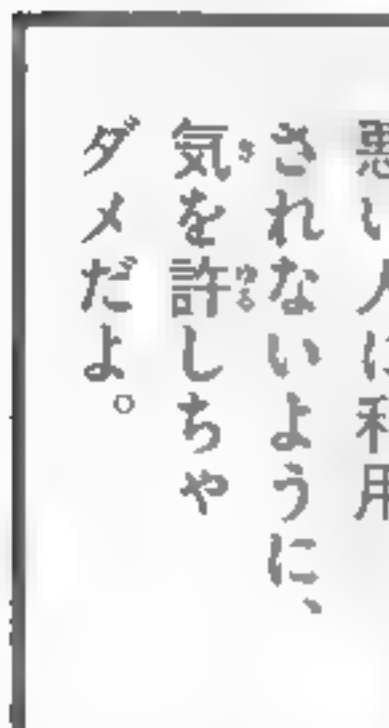 悪い人に利用
されないように、
気を許しちゃ
ダメだよ。